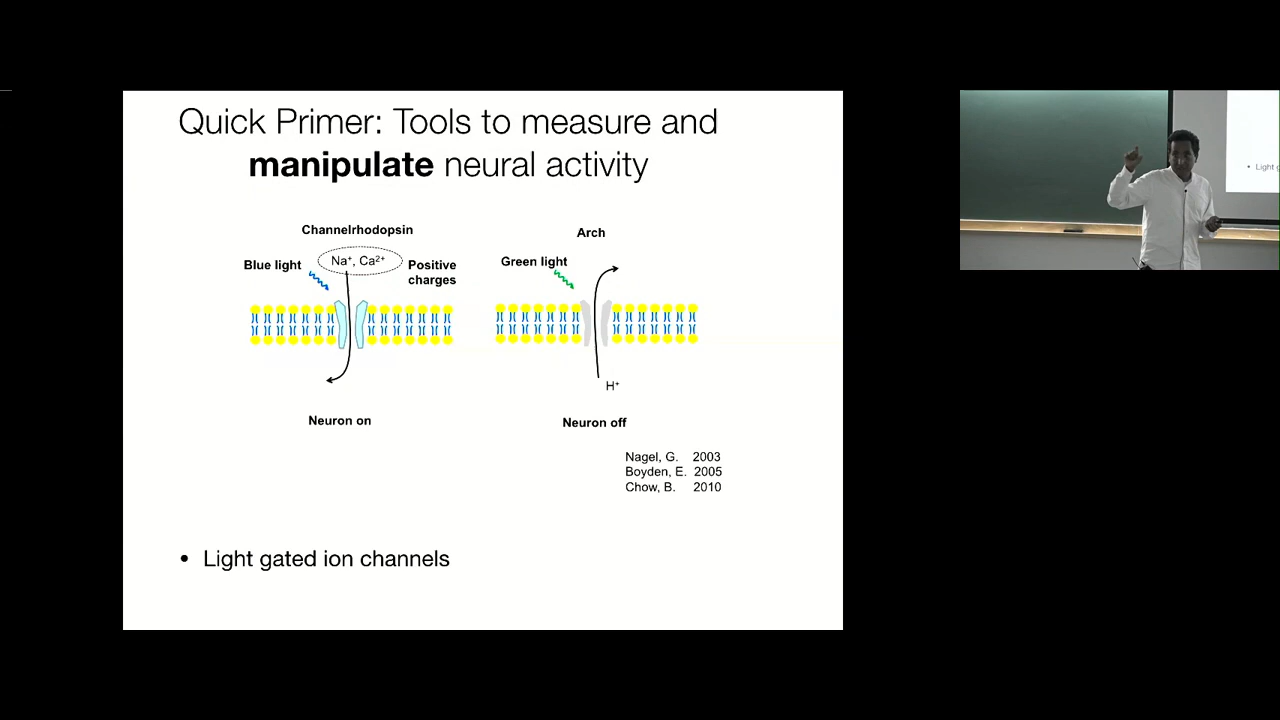 Quick Primer: Tools to measure and
manipulate neural activity
Channelrhodopsin
Blue light
Na⁺, Ca²⁺
Positive
charges
Neuron on
Arch
Green light
H⁺
Neuron off
Nagel, G. 2003
Boyden, E. 2005
Chow, B. 2010
• Light gated ion channels
• Light g